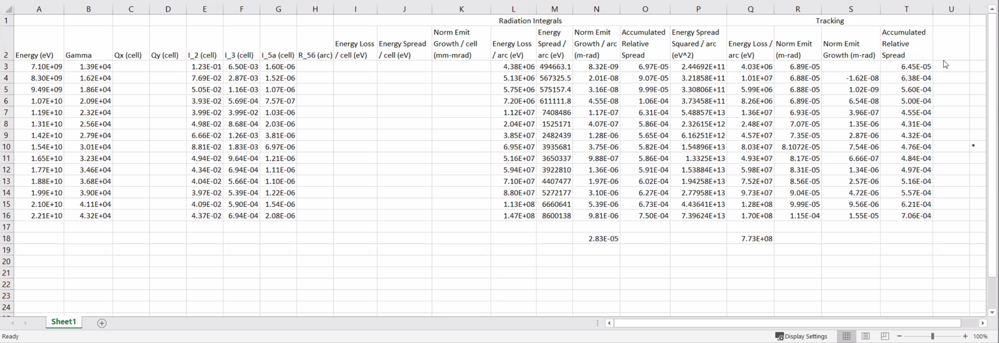 A B C D E F G H I J K L M N O P Q R S T U
1 Radiation Integrals Tracking
Norm Emit Energy Norm Emit Accumulated Energy Spread Accumulated
Energy Loss Energy Spread Growth / cell Energy Loss Spread / Growth / arc Relative Squared / arc Energy Loss / Norm Emit Norm Emit Relative
2 Energy (eV) Gamma Qx (cell) Qy (cell) I_2 (cell) I_3 (cell) I_5a (cell) R_56 (arc) / cell (eV) / cell (eV) (mm-mrad) / arc (eV) arc (eV) (m-rad) Spread (eV^2) arc (eV) (m-rad) Growth (m-rad) Spread
3 7.10E+09 1.39E+04 1.23E-01 6.50E-03 1.60E-06 4.38E+06 494663.1 8.32E-09 6.97E-05 2.44692E+11 4.03E+06 6.89E-05 6.45E-05
4 8.30E+09 1.62E+04 7.69E-02 2.87E-03 1.52E-06 5.13E+06 567325.5 2.01E-08 9.07E-05 3.21858E+11 1.01E+07 6.88E-05 -1.62E-08 6.38E-04
5 9.49E+09 1.86E+04 5.05E-02 1.16E-03 1.07E-06 5.75E+06 575157.4 3.16E-08 9.99E-05 3.30806E+11 5.99E+06 6.88E-05 1.02E-09 5.60E-04
6 1.07E+10 2.09E+04 3.93E-02 5.69E-04 7.57E-07 7.20E+06 611111.8 4.55E-08 1.06E-04 3.73458E+11 8.26E+06 6.89E-05 6.54E-08 5.00E-04
7 1.19E+10 2.32E+04 3.99E-02 3.99E-02 1.03E-06 1.12E+07 7408486 1.17E-07 6.31E-04 5.48857E+13 1.36E+07 6.93E-05 3.96E-07 4.55E-04
8 1.31E+10 2.56E+04 4.98E-02 8.68E-04 2.03E-06 2.04E+07 1525171 4.07E-07 5.86E-04 2.32615E+12 2.48E+07 7.07E-05 1.35E-06 4.31E-04
9 1.42E+10 2.79E+04 6.66E-02 1.26E-03 3.81E-06 3.85E+07 2482439 1.28E-06 5.65E-04 6.16251E+12 4.57E+07 7.35E-05 2.87E-06 4.32E-04
10 1.54E+10 3.01E+04 8.81E-02 1.83E-03 6.97E-06 6.95E+07 3935681 3.75E-06 5.82E-04 1.54896E+13 8.03E+07 8.1072E-05 7.54E-06 4.76E-04 *
11 1.65E+10 3.23E+04 4.94E-02 9.64E-04 1.21E-06 5.16E+07 3650337 9.88E-07 5.86E-04 1.3325E+13 4.93E+07 8.17E-05 6.66E-07 4.84E-04
12 1.77E+10 3.46E+04 4.34E-02 6.94E-04 1.11E-06 5.94E+07 3922810 1.36E-06 5.91E-04 1.53884E+13 5.98E+07 8.31E-05 1.34E-06 4.97E-04
13 1.88E+10 3.68E+04 4.04E-02 5.66E-04 1.10E-06 7.10E+07 4407477 1.97E-06 6.02E-04 1.94258E+13 7.52E+07 8.56E-05 2.57E-06 5.16E-04
14 1.99E+10 3.90E+04 3.97E-02 5.39E-04 1.22E-06 8.80E+07 5272177 3.10E-06 6.27E-04 2.77958E+13 9.73E+07 9.04E-05 4.72E-06 5.57E-04
15 2.10E+10 4.11E+04 4.09E-02 5.90E-04 1.54E-06 1.13E+08 6660641 5.39E-06 6.73E-04 4.43641E+13 1.28E+08 9.99E-05 9.56E-06 6.21E-04
16 2.21E+10 4.32E+04 4.37E-02 6.94E-04 2.08E-06 1.47E+08 8600138 9.81E-06 7.50E-04 7.39624E+13 1.70E+08 1.15E-04 1.55E-05 7.06E-04
17
18 2.83E-05 7.73E+08
19
20
21
22
23
24
Sheet1
Ready Display Settings 100%